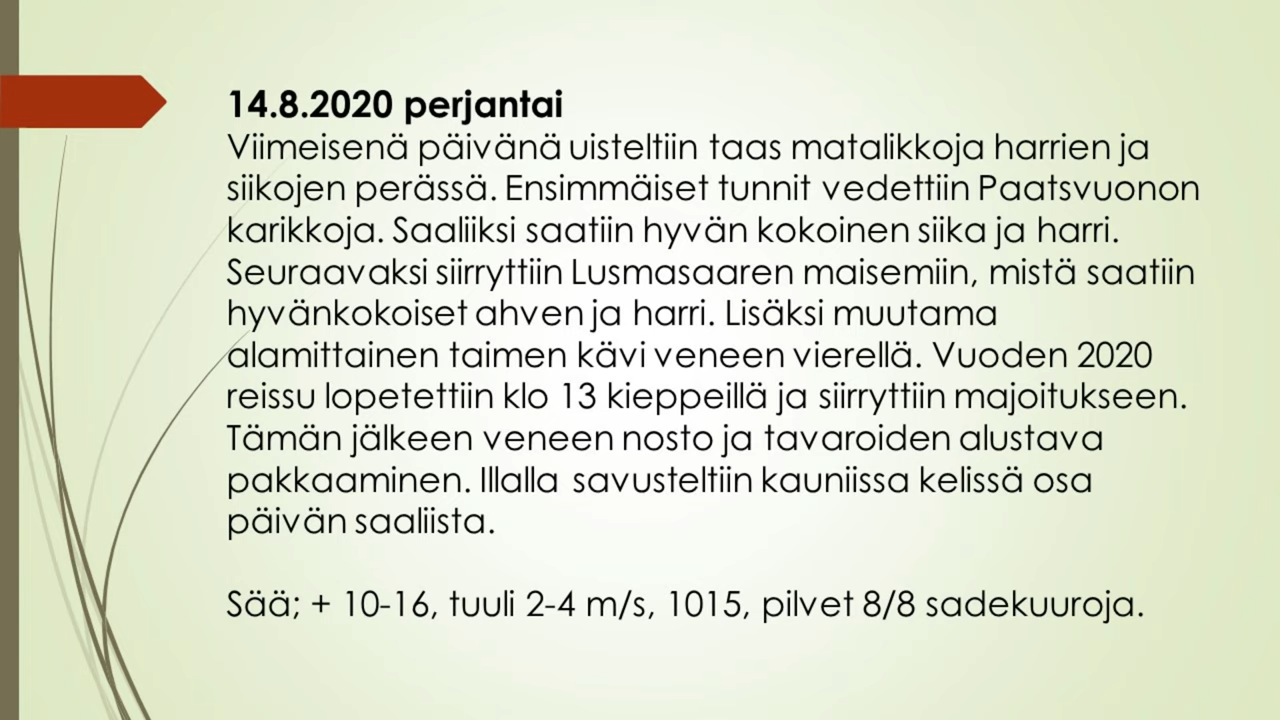 14.8.2020 perjantai
Viimeisenä päivänä uisteltiin taas matalikkoja harrien ja
siikojen perässä. Ensimmäiset tunnit vedettiin Paatsvuonon
karikkoja. Saaliiksi saatiin hyvän kokoinen siika ja harri.
Seuraavaksi siirryttiin Lusmasaaren maisemiin, mistä saatiin
hyvänkokoiset ahven ja harri. Lisäksi muutama
alamittainen taimen kävi veneen vierellä. Vuoden 2020
reissu lopetettiin klo 13 kieppeillä ja siirryttiin majoitukseen.
Tämän jälkeen veneen nosto ja tavaroiden alustava
pakkaaminen. Illalla savusteltiin kauniissa kelissä osa
päivän saaliista.
Sää; + 10-16, tuuli 2-4 m/s, 1015, pilvet 8/8 sadekuuroja.